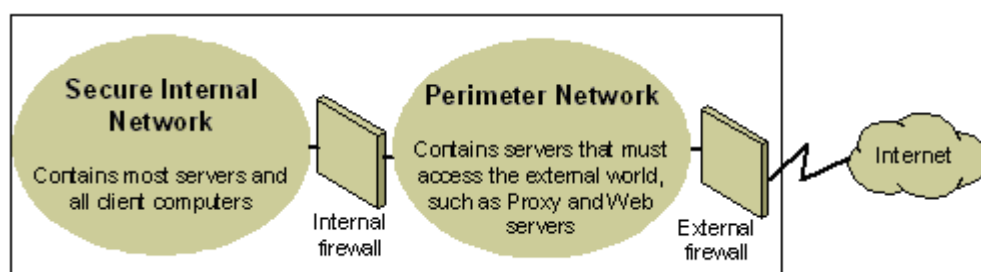 Secure Internal
Network
Contains most servers and
all client computers
Internal
firewall
Perimeter Network
Contains servers that must
access the external world,
such as Proxy and Web
servers
External
firewall
Internet